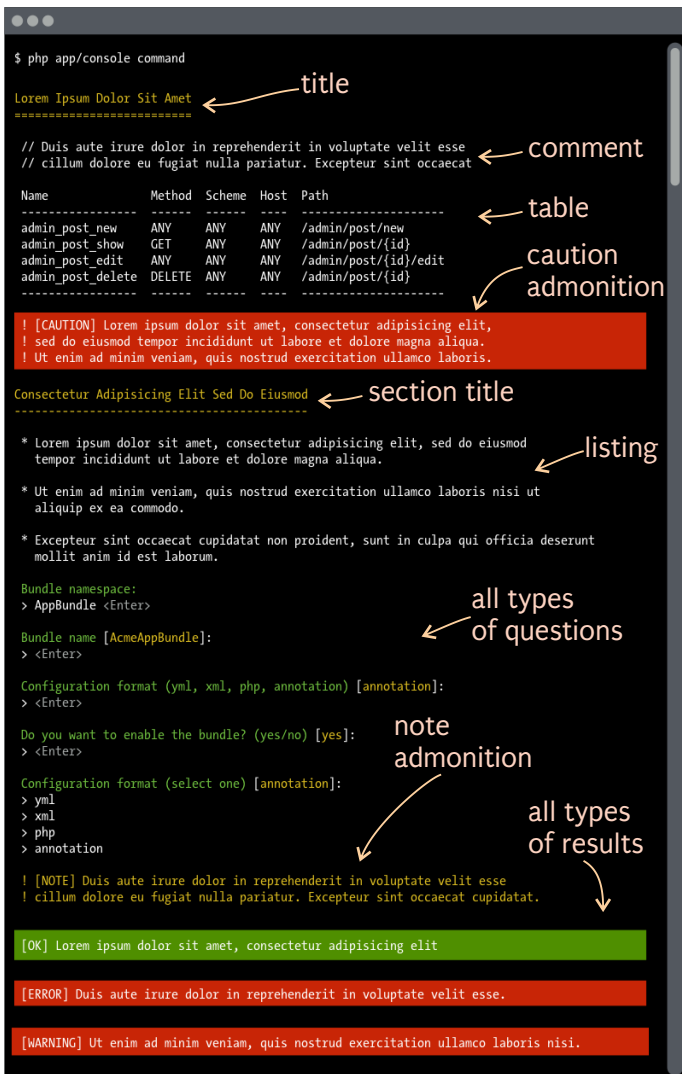 $ php app/console command
title
Lorem Ipsum Dolor Sit Amet
==========================
// Duis aute irure dolor in reprehenderit in voluptate velit esse
// cillum dolore eu fugiat nulla pariatur. Excepteur sint occaecat
comment
Name Method Scheme Host Path
----------------- ------ ------ ---- ---------------------
table
admin_post_new ANY ANY ANY /admin/post/new
admin_post_show GET ANY ANY /admin/post/{id}
admin_post_edit ANY ANY ANY /admin/post/{id}/edit
admin_post_delete DELETE ANY ANY /admin/post/{id}
----------------- ------ ------ ---- ---------------------
caution
admonition
! [CAUTION] Lorem ipsum dolor sit amet, consectetur adipisicing elit,
! sed do eiusmod tempor incididunt ut labore et dolore magna aliqua.
! Ut enim ad minim veniam, quis nostrud exercitation ullamco laboris.
Consectetur Adipisicing Elit Sed Do Eiusmod
-------------------------------------------
section title
* Lorem ipsum dolor sit amet, consectetur adipisicing elit, sed do eiusmod
tempor incididunt ut labore et dolore magna aliqua.
listing
* Ut enim ad minim veniam, quis nostrud exercitation ullamco laboris nisi ut
aliquip ex ea commodo.
* Excepteur sint occaecat cupidatat non proident, sunt in culpa qui officia deserunt
mollit anim id est laborum.
Bundle namespace:
> AppBundle <Enter>
all types
of questions
Bundle name [AcmeAppBundle]:
> <Enter>
Configuration format (yml, xml, php, annotation) [annotation]:
> <Enter>
Do you want to enable the bundle? (yes/no) [yes]:
> <Enter>
note
admonition
Configuration format (select one) [annotation]:
> yml
> xml
> php
> annotation
all types
of results
! [NOTE] Duis aute irure dolor in reprehenderit in voluptate velit esse
! cillum dolore eu fugiat nulla pariatur. Excepteur sint occaecat cupidatat.
[OK] Lorem ipsum dolor sit amet, consectetur adipisicing elit
[ERROR] Duis aute irure dolor in reprehenderit in voluptate velit esse.
[WARNING] Ut enim ad minim veniam, quis nostrud exercitation ullamco laboris nisi.